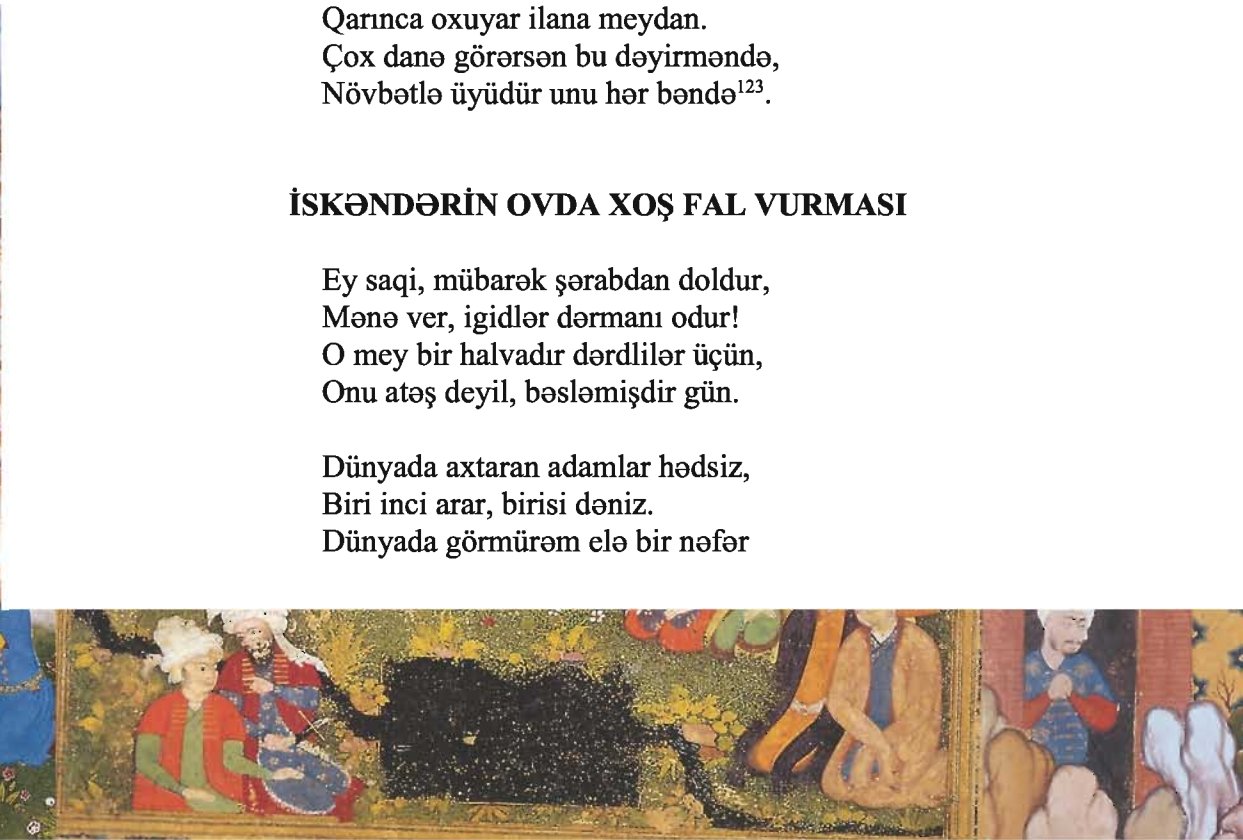 Qarınca oxuyar ilana meydan.
Çox danə görərsən bu dəyirməndə,
Növbətlə üyüdür unu hər bəndə¹²³.
İSKƏNDƏRİN OVDA XOŞ FAL VURMASI
Ey saqi, mübarək şərabdan doldur,
Mənə ver, igidlər dərmanı odur!
O mey bir halvadır dərdlilər üçün,
Onu atəş deyil, bəsləmişdir gün.
Dünyada axtaran adamlar hədsiz,
Biri inci arar, birisi dəniz.
Dünyada görmürəm elə bir nəfər